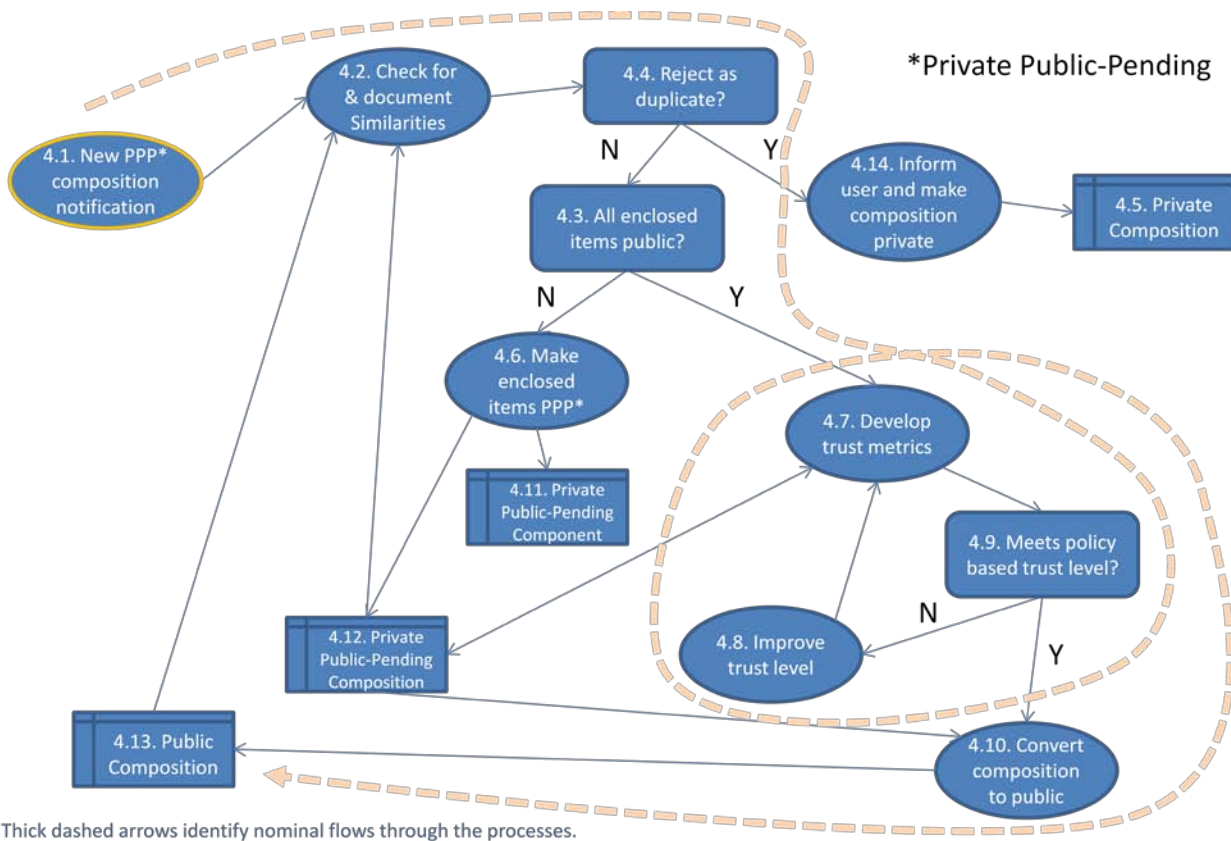 *Private Public-Pending
4.2. Check for
& document
Similarities
4.4. Reject as
duplicate?
4.1. New PPP*
composition
notification
N
Y
4.14. Inform
user and make
composition
private
4.5. Private
Composition
4.3. All enclosed
items public?
N
Y
4.6. Make
enclosed
items PPP*
4.7. Develop
trust metrics
4.11. Private
Public-Pending
Component
4.9. Meets policy
based trust level?
N
Y
4.8. Improve
trust level
4.12. Private
Public-Pending
Composition
4.13. Public
Composition
4.10. Convert
composition
to public
Thick dashed arrows identify nominal flows through the processes.